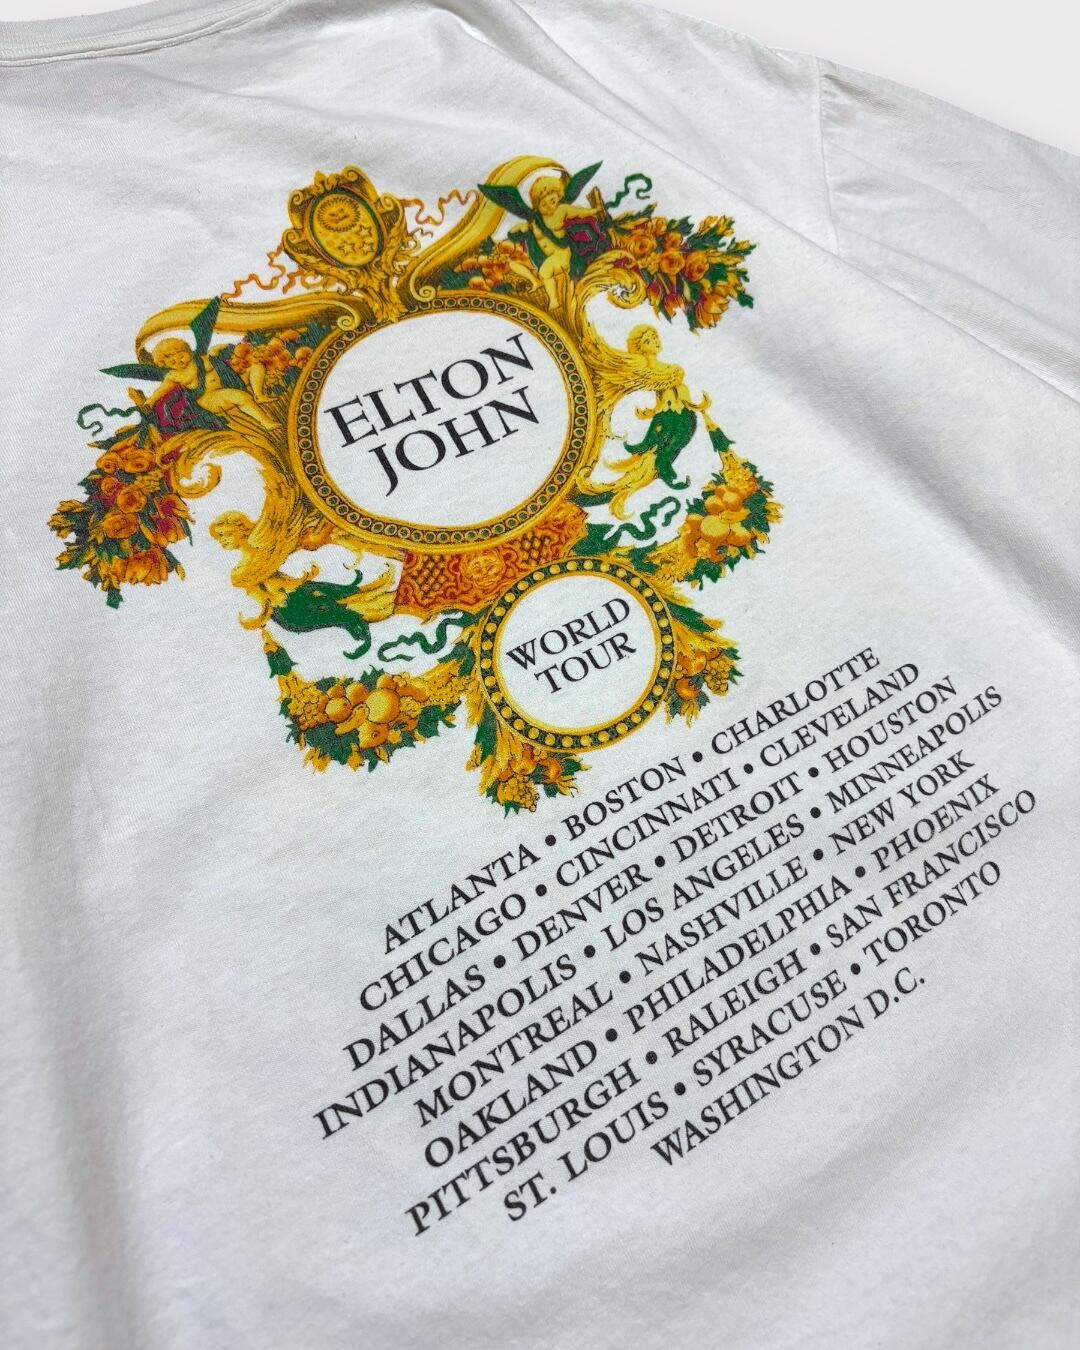 ELTON
JOHN
WORLD
TOUR
ATLANTA • BOSTON • CHARLOTTE
CHICAGO • CINCINNATI • CLEVELAND
DALLAS • DENVER • DETROIT • HOUSTON
INDIANAPOLIS • LOS ANGELES • MINNEAPOLIS
MONTREAL • NASHVILLE • NEW YORK
OAKLAND • PHILADELPHIA • PHOENIX
PITTSBURGH • RALEIGH • SAN FRANCISCO
ST. LOUIS • SYRACUSE • TORONTO
WASHINGTON D.C.